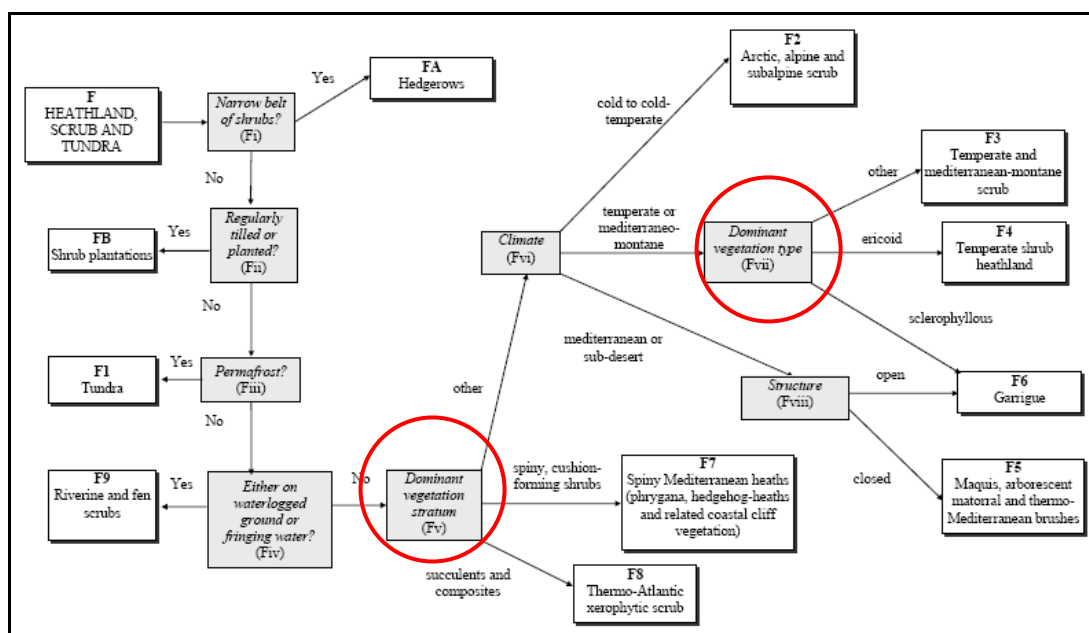 F
HEATHLAND,
SCRUB AND
TUNDRA
Narrow belt
of shrubs?
(Fi)
Yes
FA
Hedgerows
No
Regularly
tilled or
planted?
(Fii)
Yes
FB
Shrub plantations
No
Permafrost?
(Fiii)
Yes
F1
Tundra
No
Either on
waterlogged
ground or
fringing water?
(Fiv)
Yes
F9
Riverine and fen
scrubs
No
Dominant
vegetation
stratum
(Fv)
other
spiny, cushion-
forming shrubs
F7
Spiny Mediterranean heaths
(phrygana, hedgehog-heaths
and related coastal cliff
vegetation)
succulents and
composites
F8
Thermo-Atlantic
xerophytic scrub
Climate
(Fvi)
cold to cold-
temperate
F2
Arctic, alpine and
subalpine scrub
temperate or
mediterraneo-
montane
Dominant
vegetation type
(Fvii)
other
F3
Temperate and
mediterranean-montane
scrub
ericoid
F4
Temperate shrub
heathland
sclerophyllous
mediterranean or
sub-desert
Structure
(Fviii)
open
F6
Garrigue
closed
F5
Maquis, arborescent
matorral and thermo-
Mediterranean brushes